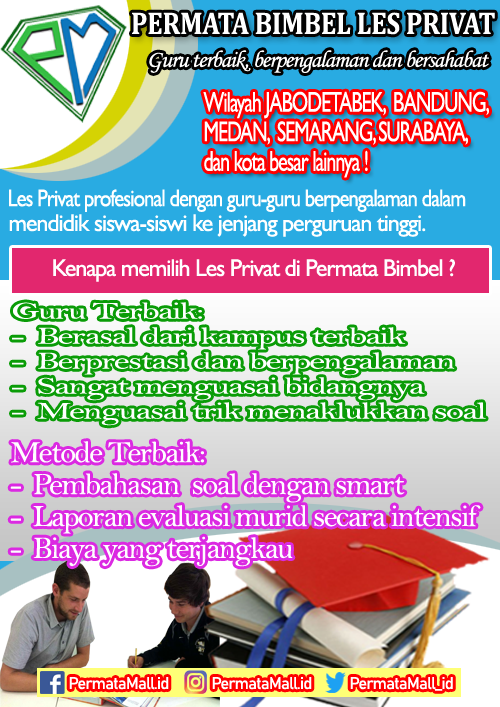 PM
PERMATA BIMBEL LES PRIVAT
Guru terbaik, berpengalaman dan bersahabat
Wilayah JABODETABEK, BANDUNG,
MEDAN, SEMARANG, SURABAYA,
dan kota besar lainnya !
Les Privat profesional dengan guru-guru berpengalaman dalam
mendidik siswa-siswi ke jenjang perguruan tinggi.
Kenapa memilih Les Privat di Permata Bimbel ?
Guru Terbaik:
- Berasal dari kampus terbaik
- Berprestasi dan berpengalaman
- Sangat menguasai bidangnya
- Menguasai trik menaklukkan soal
Metode Terbaik:
- Pembahasan soal dengan smart
- Laporan evaluasi murid secara intensif
- Biaya yang terjangkau
PermataMall.id PermataMall.id PermataMall_id